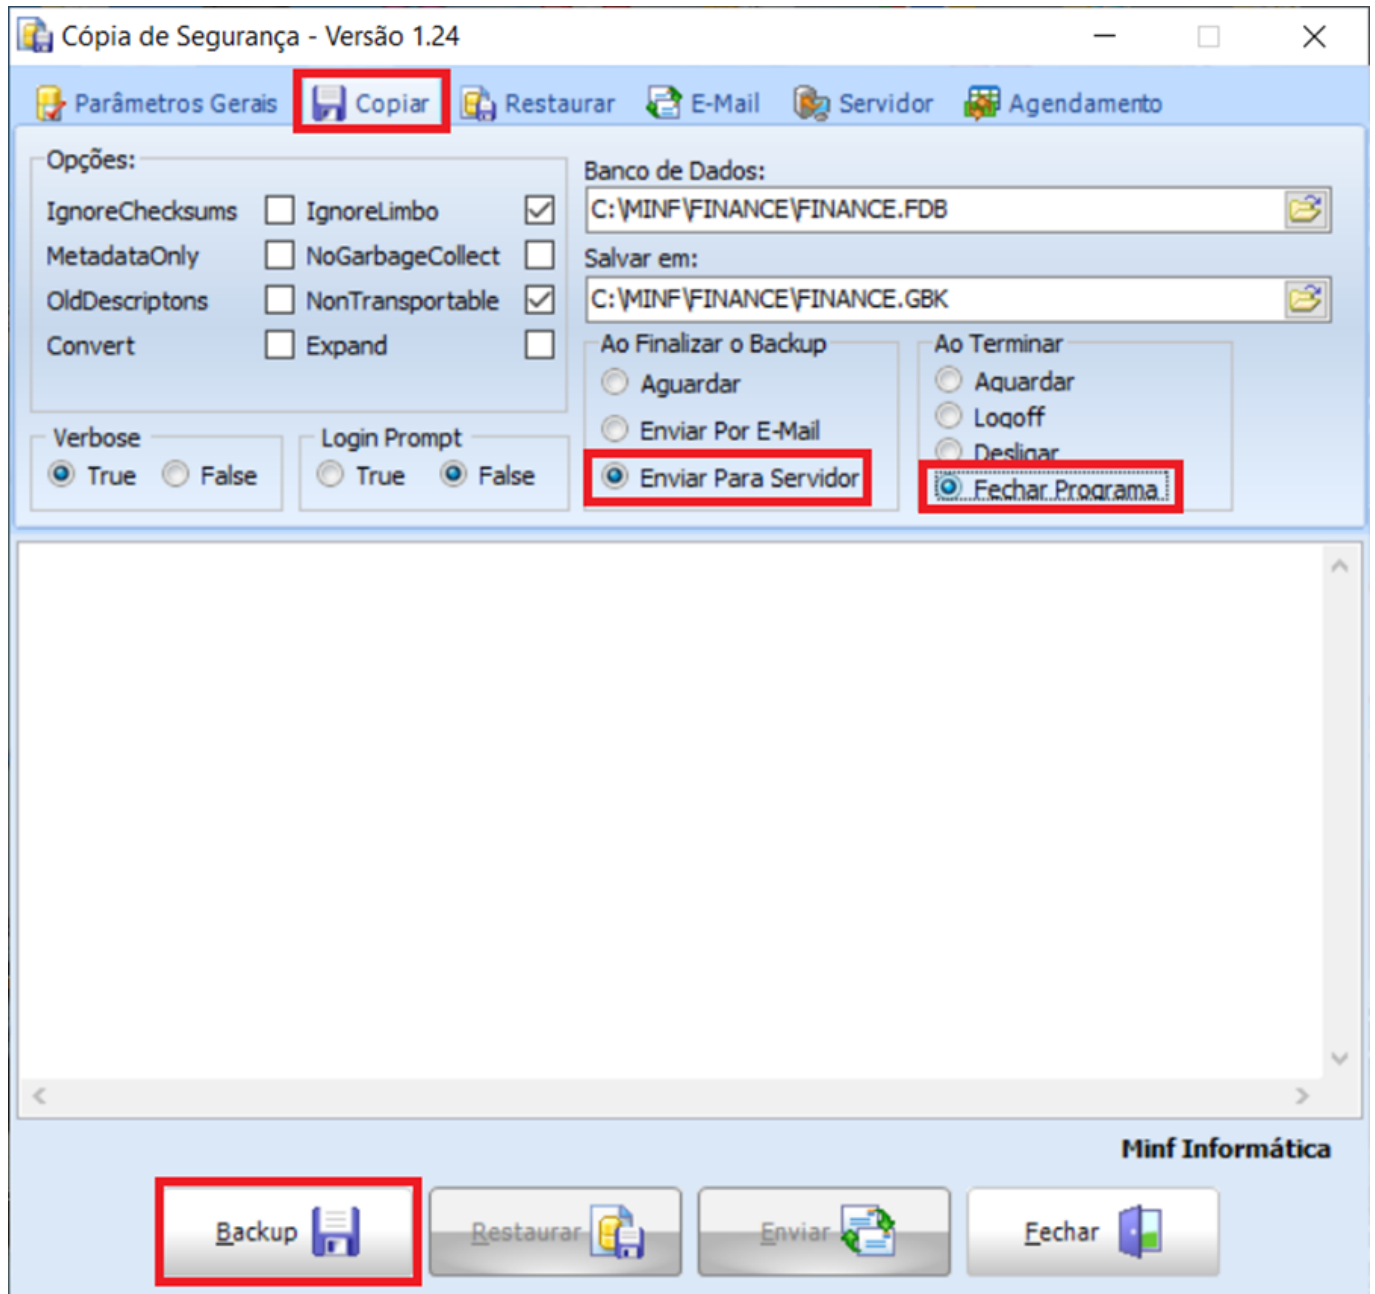 Cópia de Segurança - Versão 1.24
Parâmetros Gerais Copiar Restaurar E-Mail Servidor Agendamento
Opções:
IgnoreChecksums IgnoreLimbo
MetadataOnly NoGarbageCollect
OldDescriptons NonTransportable
Convert Expand
Verbose
True False
Login Prompt
True False
Banco de Dados:
C:\MINF\FINANCE\FINANCE.FDB
Salvar em:
C:\MINF\FINANCE\FINANCE.GBK
Ao Finalizar o Backup
Aguardar
Enviar Por E-Mail
Enviar Para Servidor
Ao Terminar
Aguardar
Logoff
Desligar
Fechar Programa
Minf Informática
Backup Restaurar Enviar Fechar